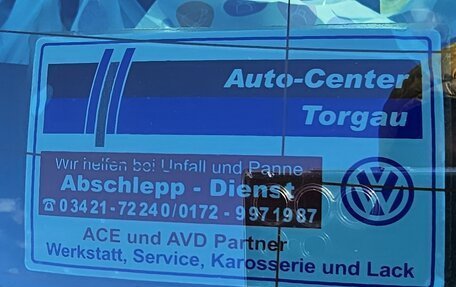 Auto-Center
Torgau
Wir helfen bei Unfall und Panne
Abschlepp - Dienst
☎ 03421-72240/0172 - 9971987
ACE und AVD Partner
Werkstatt, Service, Karosserie und Lack